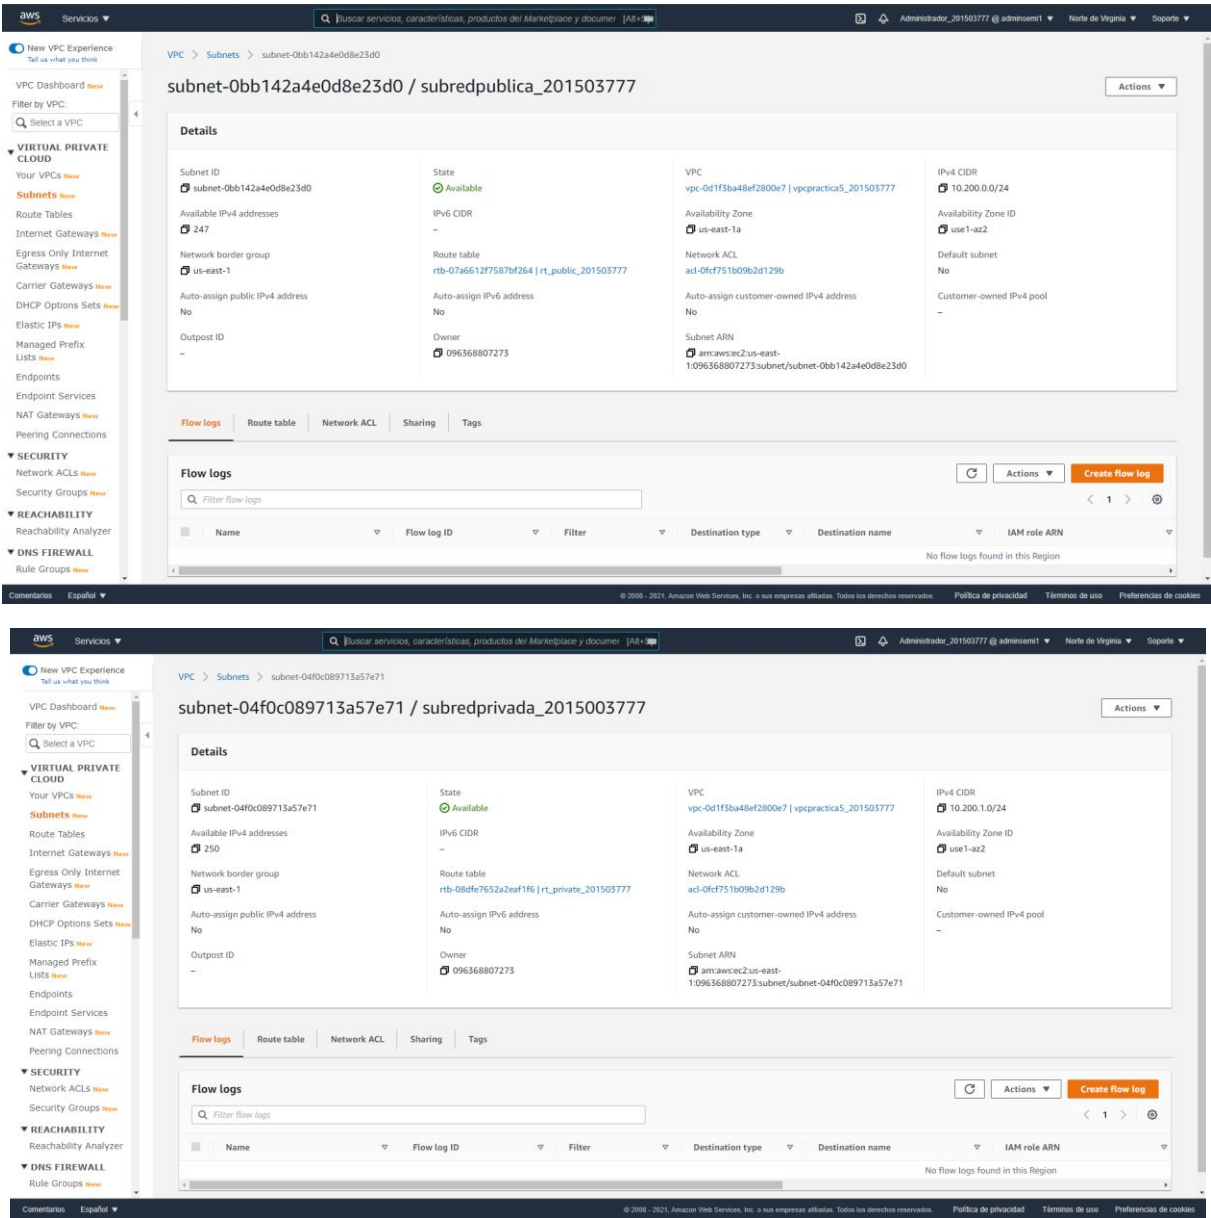 aws Servicios ▼ Buscar servicios, características, productos del Marketplace y documer [Alt+S] Administrador_201503777 @ adminsemi1 ▼ Norte de Virginia ▼ Soporte ▼
New VPC Experience
Tell us what you think
VPC > Subnets > subnet-0bb142a4e0d8e23d0
VPC Dashboard New
subnet-0bb142a4e0d8e23d0 / subredpublica_201503777
Actions ▼
Filter by VPC:
Select a VPC
VIRTUAL PRIVATE CLOUD
Your VPCs New
Subnets New
Route Tables
Internet Gateways New
Egress Only Internet Gateways New
Carrier Gateways New
DHCP Options Sets New
Elastic IPs New
Managed Prefix Lists New
Endpoints
Endpoint Services
NAT Gateways New
Peering Connections
SECURITY
Network ACLs New
Security Groups New
REACHABILITY
Reachability Analyzer
DNS FIREWALL
Rule Groups New
Details
Subnet ID State VPC IPv4 CIDR
subnet-0bb142a4e0d8e23d0 Available vpc-0d1f3ba48ef2800e7 | vpcpractica5_201503777 10.200.0.0/24
Available IPv4 addresses IPv6 CIDR Availability Zone Availability Zone ID
247 – us-east-1a use1-az2
Network border group Route table Network ACL Default subnet
us-east-1 rtb-07a6612f7587bf264 | rt_public_201503777 acl-0fcf751b09b2d129b No
Auto-assign public IPv4 address Auto-assign IPv6 address Auto-assign customer-owned IPv4 address Customer-owned IPv4 pool
No No No –
Outpost ID Owner Subnet ARN
– 096368807273 arn:aws:ec2:us-east-
1:096368807273:subnet/subnet-0bb142a4e0d8e23d0
Flow logs Route table Network ACL Sharing Tags
Flow logs Actions ▼ Create flow log
Filter flow logs < 1 >
Name Flow log ID Filter Destination type Destination name IAM role ARN
No flow logs found in this Region
Comentarios Español ▼ © 2008 - 2021, Amazon Web Services, Inc. o sus empresas afiliadas. Todos los derechos reservados. Política de privacidad Términos de uso Preferencias de cookies
aws Servicios ▼ Buscar servicios, características, productos del Marketplace y documer [Alt+S] Administrador_201503777 @ adminsemi1 ▼ Norte de Virginia ▼ Soporte ▼
New VPC Experience
Tell us what you think
VPC > Subnets > subnet-04f0c089713a57e71
VPC Dashboard New
subnet-04f0c089713a57e71 / subredprivada_2015003777
Actions ▼
Filter by VPC:
Select a VPC
VIRTUAL PRIVATE CLOUD
Your VPCs New
Subnets New
Route Tables
Internet Gateways New
Egress Only Internet Gateways New
Carrier Gateways New
DHCP Options Sets New
Elastic IPs New
Managed Prefix Lists New
Endpoints
Endpoint Services
NAT Gateways New
Peering Connections
SECURITY
Network ACLs New
Security Groups New
REACHABILITY
Reachability Analyzer
DNS FIREWALL
Rule Groups New
Details
Subnet ID State VPC IPv4 CIDR
subnet-04f0c089713a57e71 Available vpc-0d1f3ba48ef2800e7 | vpcpractica5_201503777 10.200.1.0/24
Available IPv4 addresses IPv6 CIDR Availability Zone Availability Zone ID
250 – us-east-1a use1-az2
Network border group Route table Network ACL Default subnet
us-east-1 rtb-08dfe7652a2eaf1f6 | rt_private_201503777 acl-0fcf751b09b2d129b No
Auto-assign public IPv4 address Auto-assign IPv6 address Auto-assign customer-owned IPv4 address Customer-owned IPv4 pool
No No No –
Outpost ID Owner Subnet ARN
– 096368807273 arn:aws:ec2:us-east-
1:096368807273:subnet/subnet-04f0c089713a57e71
Flow logs Route table Network ACL Sharing Tags
Flow logs Actions ▼ Create flow log
Filter flow logs < 1 >
Name Flow log ID Filter Destination type Destination name IAM role ARN
No flow logs found in this Region
Comentarios Español ▼ © 2008 - 2021, Amazon Web Services, Inc. o sus empresas afiliadas. Todos los derechos reservados. Política de privacidad Términos de uso Preferencias de cookies